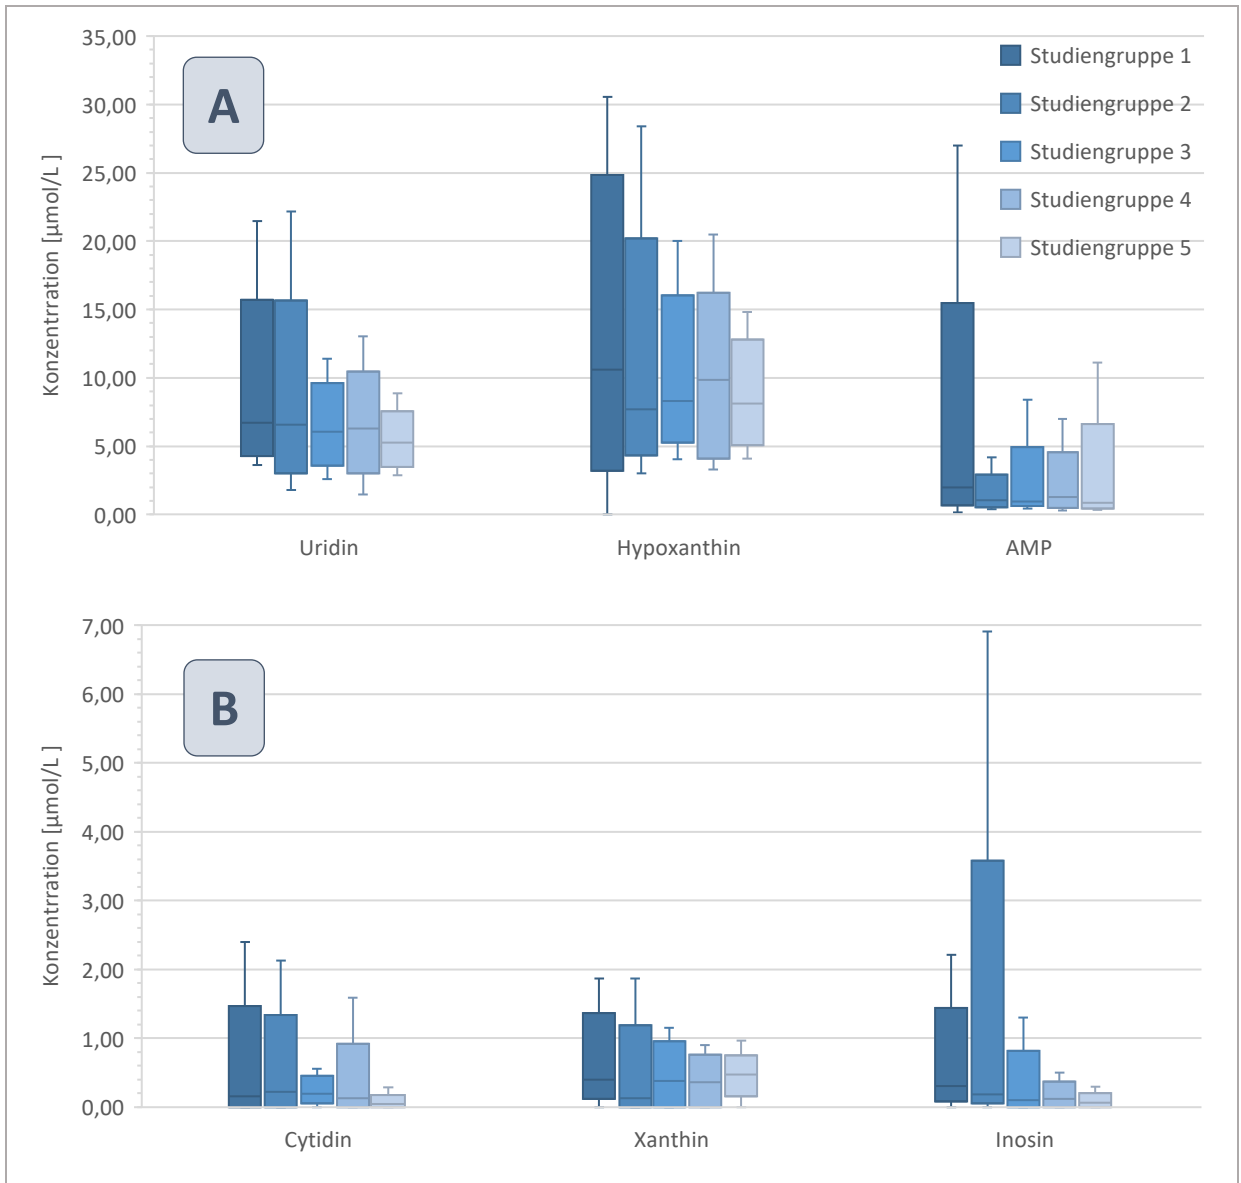 35,00
30,00
25,00
20,00
15,00
10,00
5,00
0,00
Konzentrration [µmol/L ]
A
Studiengruppe 1
Studiengruppe 2
Studiengruppe 3
Studiengruppe 4
Studiengruppe 5
Uridin
Hypoxanthin
AMP
7,00
6,00
5,00
4,00
3,00
2,00
1,00
0,00
Konzentrration [µmol/L ]
B
Cytidin
Xanthin
Inosin